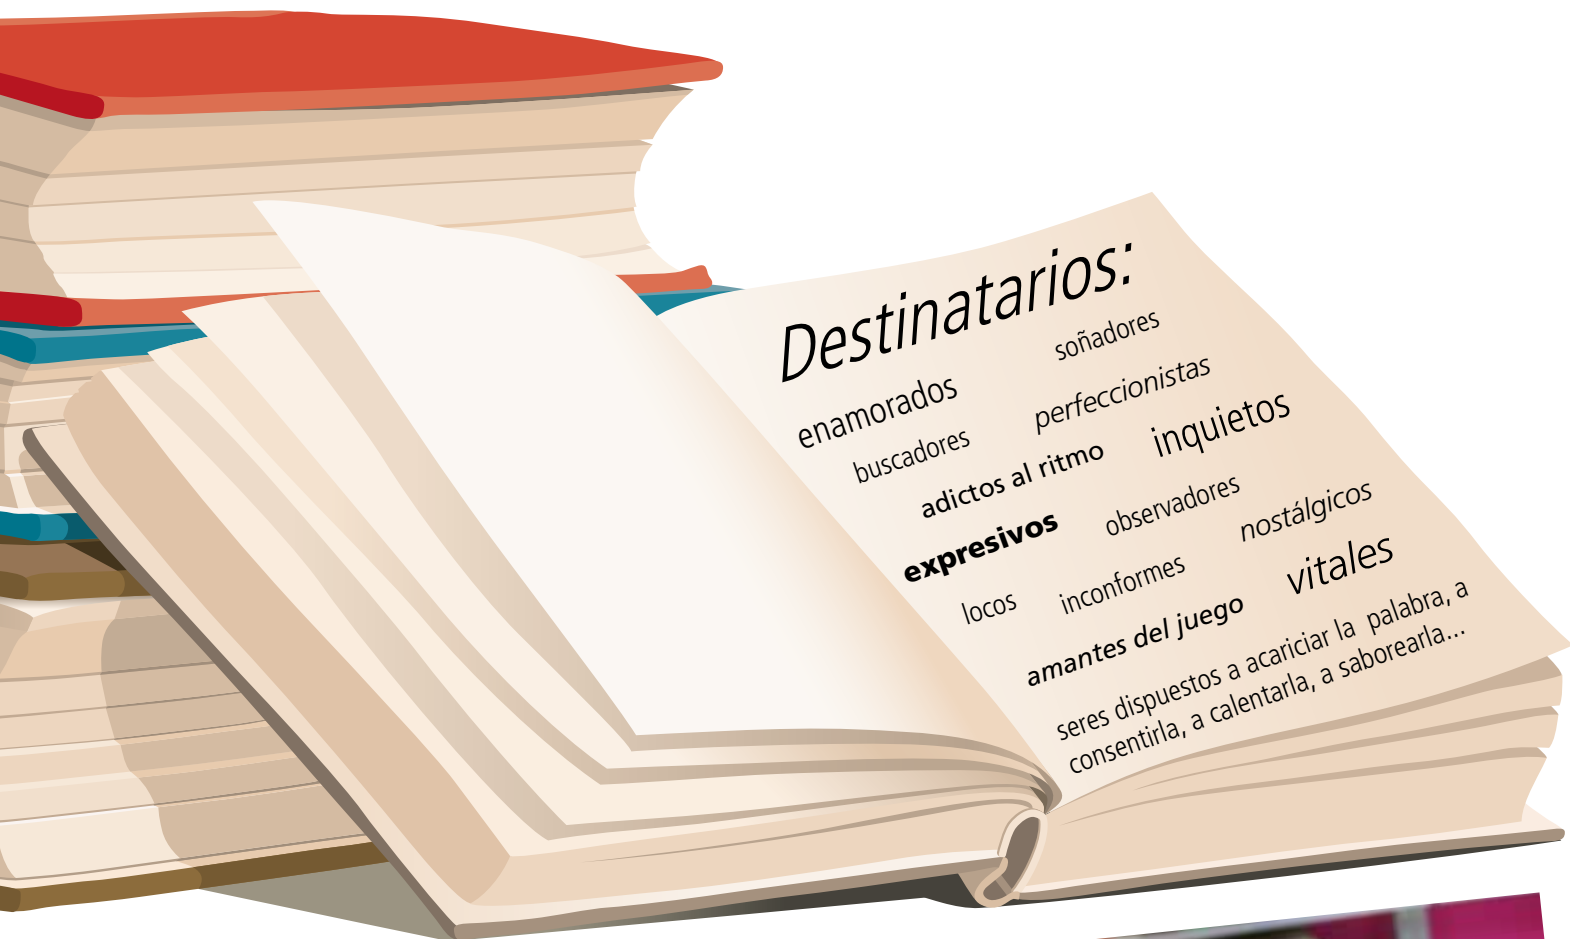 Destinatarios:
soñadores
enamorados
perfeccionistas
buscadores
inquietos
adictos al ritmo
observadores
expresivos
nostálgicos
locos
inconformes
vitales
amantes del juego
seres dispuestos a acariciar la palabra, a
consentirla, a calentarla, a saborearla...